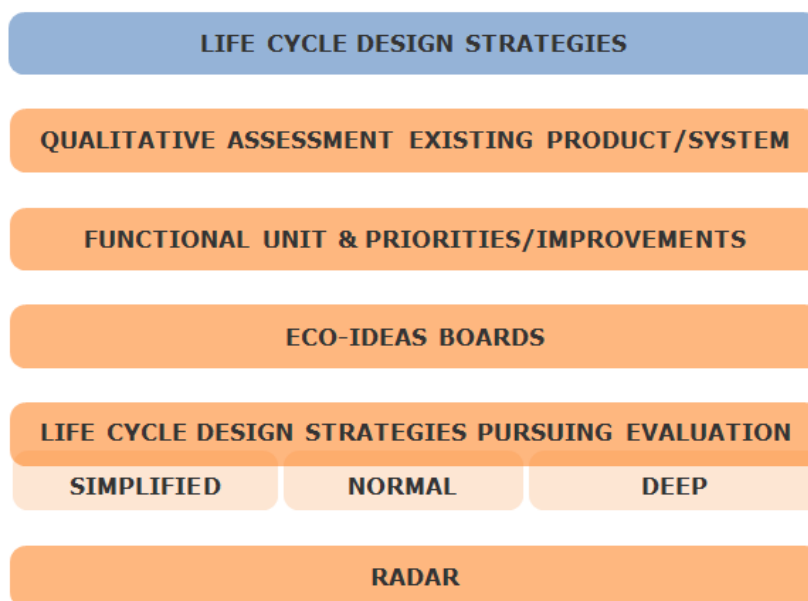 LIFE CYCLE DESIGN STRATEGIES
QUALITATIVE ASSESSMENT EXISTING PRODUCT/SYSTEM
FUNCTIONAL UNIT & PRIORITIES/IMPROVEMENTS
ECO-IDEAS BOARDS
LIFE CYCLE DESIGN STRATEGIES PURSUING EVALUATION
SIMPLIFIED NORMAL DEEP
RADAR